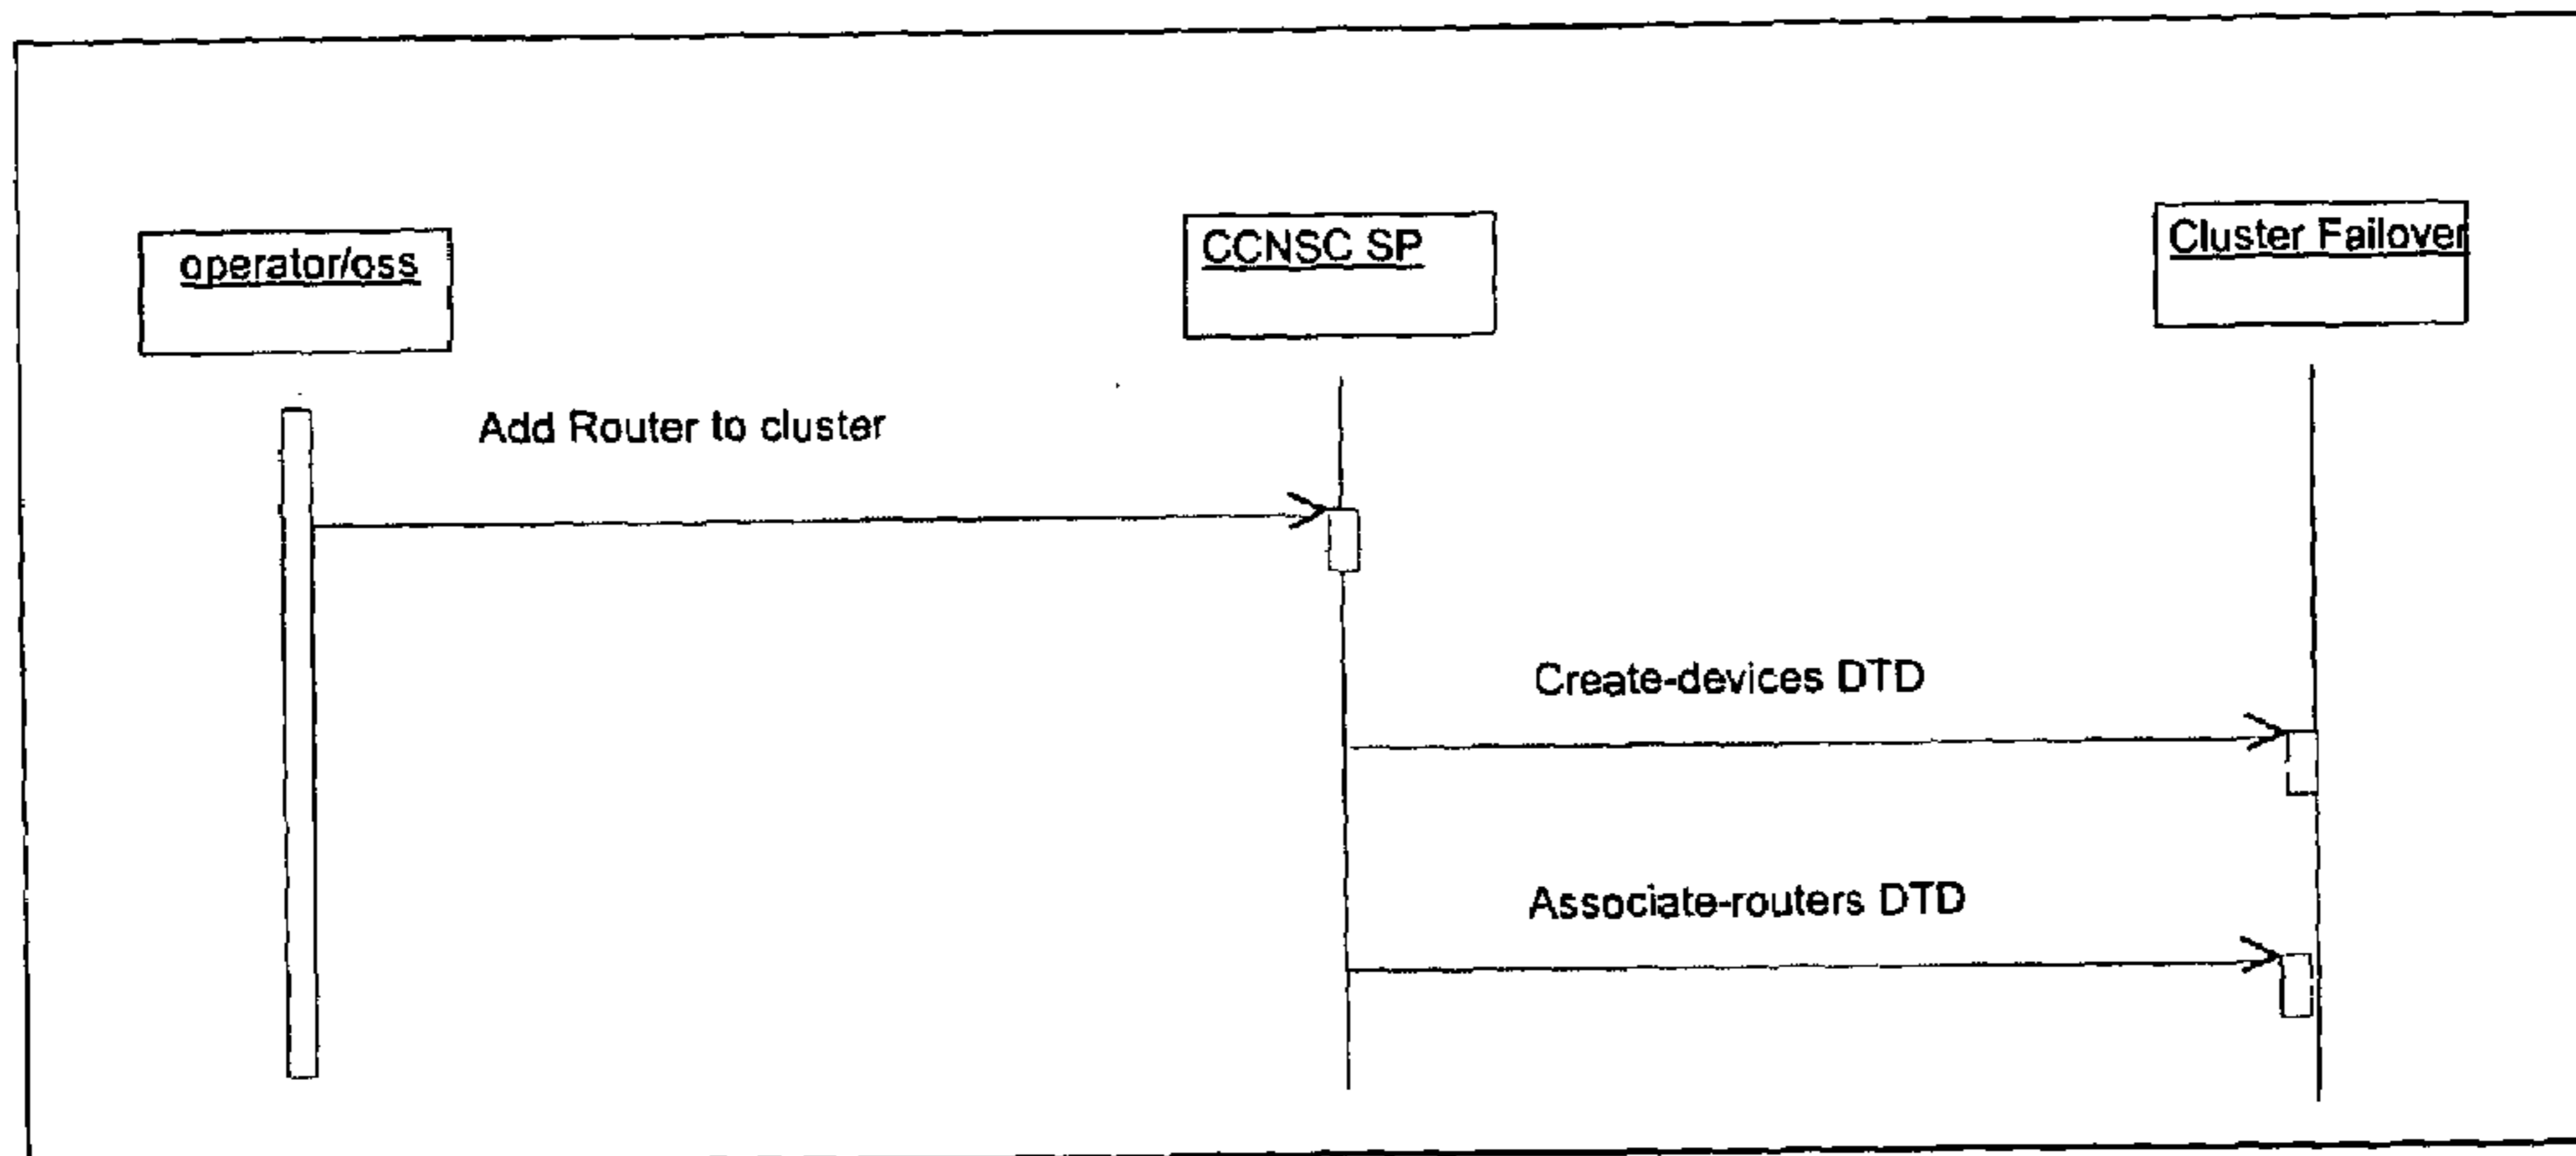 operator/oss
CCNSC SP
Cluster Failover
Add Router to cluster
Create-devices DTD
Associate-routers DTD